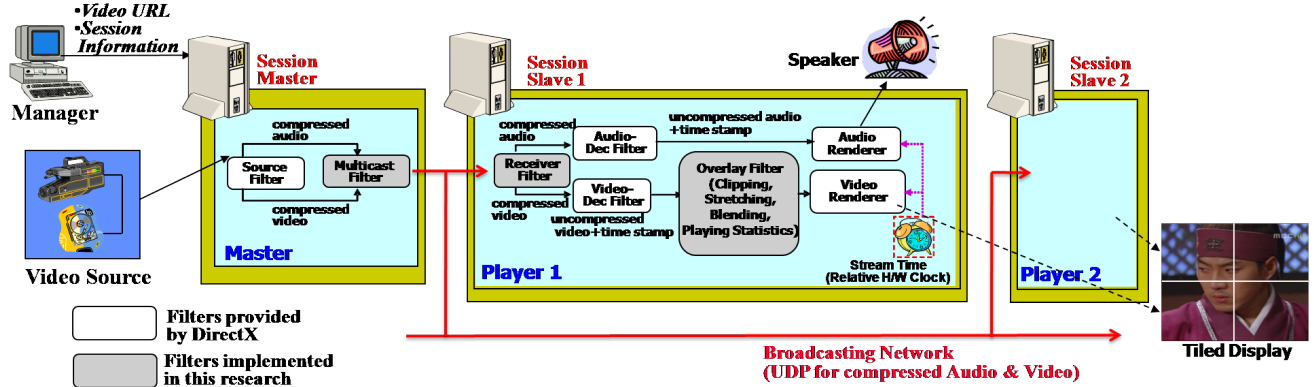 •Video URL
•Session
Information
Manager
Session
Master
Session
Slave 1
Speaker
Session
Slave 2
compressed
audio
Source
Filter
Multicast
Filter
compressed
video
Master
Video Source
compressed
audio
Audio-
Dec Filter
uncompressed audio
+time stamp
Audio
Renderer
Receiver
Filter
Overlay Filter
(Clipping,
Stretching,
Blending,
Playing Statistics)
Video
Renderer
compressed
video
Video-
Dec Filter
uncompressed
video+time stamp
Player 1
Stream Time
(Relative H/W Clock)
Player 2
Tiled Display
Filters provided
by DirectX
Filters implemented
in this research
Broadcasting Network
(UDP for compressed Audio & Video)